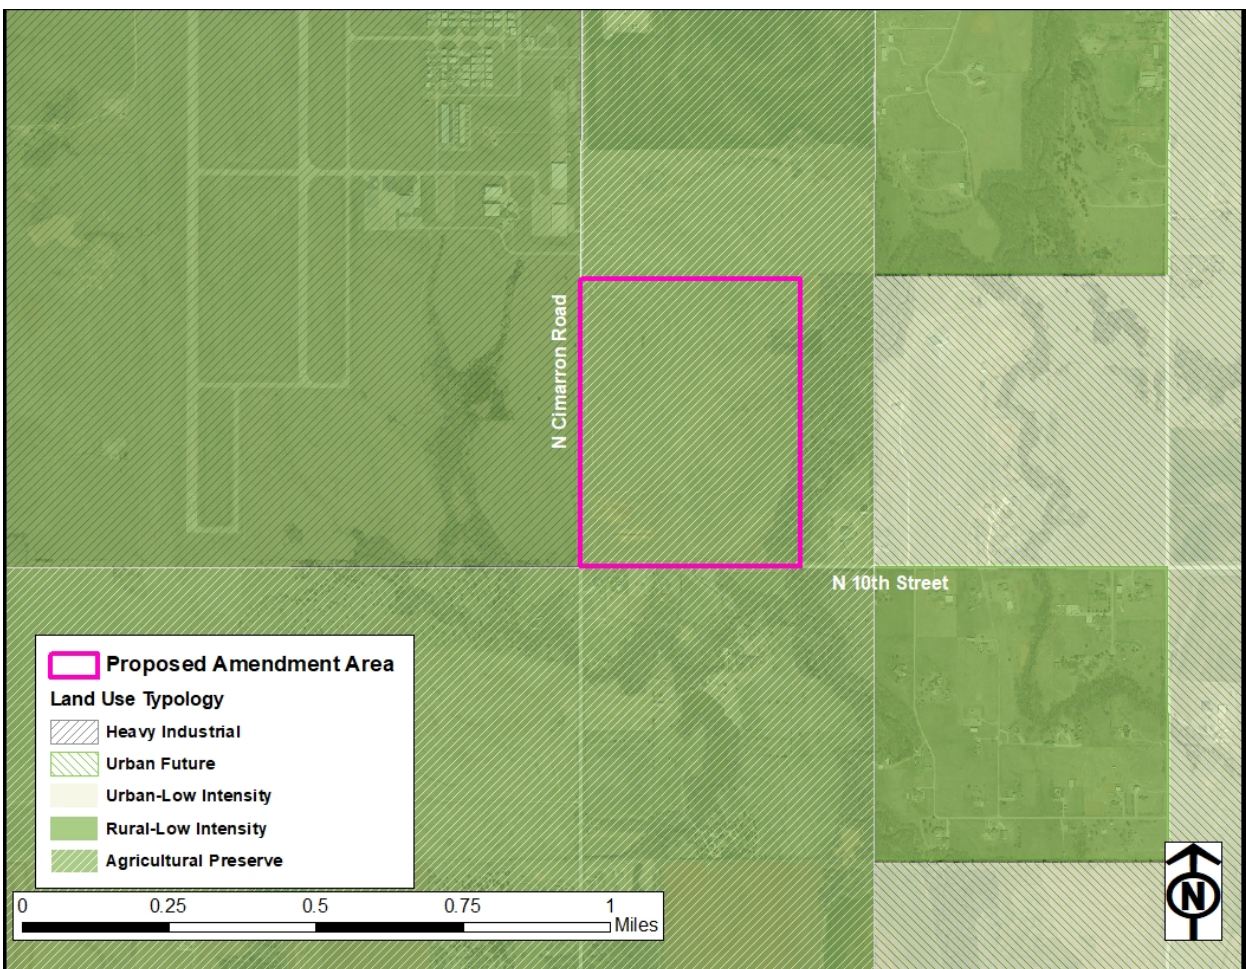 N Cimarron Road
N 10th Street
Proposed Amendment Area
Land Use Typology
Heavy Industrial
Urban Future
Urban-Low Intensity
Rural-Low Intensity
Agricultural Preserve
0 0.25 0.5 0.75 1
Miles
N